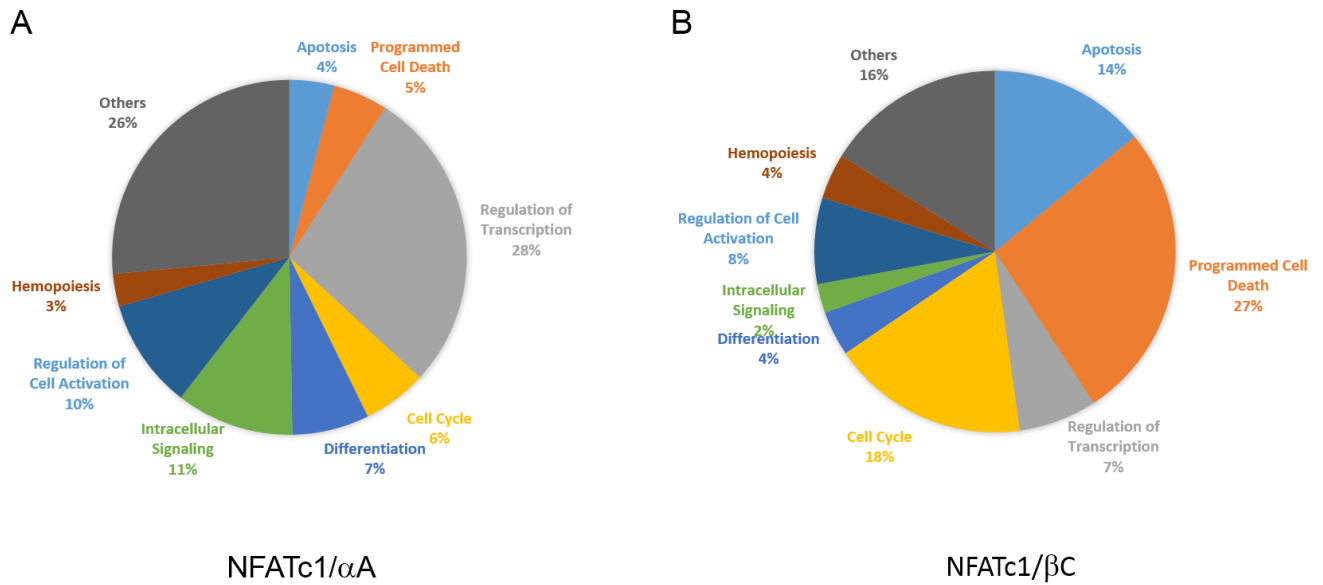 A
Apotosis
4%
Programmed
Cell Death
5%
Regulation of
Transcription
28%
Cell Cycle
6%
Differentiation
7%
Intracellular
Signaling
11%
Regulation of
Cell Activation
10%
Hemopoiesis
3%
Others
26%
NFATc1/αA
B
Apotosis
14%
Programmed Cell
Death
27%
Regulation of
Transcription
7%
Cell Cycle
18%
Differentiation
4%
Intracellular
Signaling
2%
Regulation of Cell
Activation
8%
Hemopoiesis
4%
Others
16%
NFATc1/βC